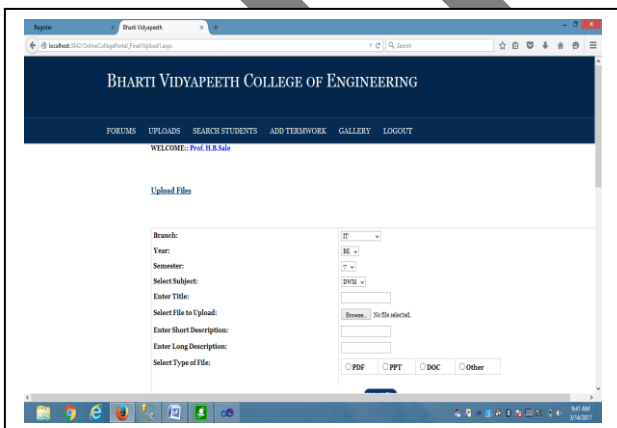 Register
Bharti Vidyapeeth
localhost:3842/OnlineCollegePortal_Final/Upload1.aspx
Search
BHARTI VIDYAPEETH COLLEGE OF ENGINEERING
FORUMS UPLOADS SEARCH STUDENTS ADD TERMWORK GALLERY LOGOUT
WELCOME:: Prof. H.B.Sale
Upload Files
Branch: IT
Year: BE
Semester: 7
Select Subject: DWM
Enter Title:
Select File to Upload: Browse... No file selected.
Enter Short Description:
Enter Long Description:
Select Type of File: PDF PPT DOC Other
9:41 AM
3/14/2017